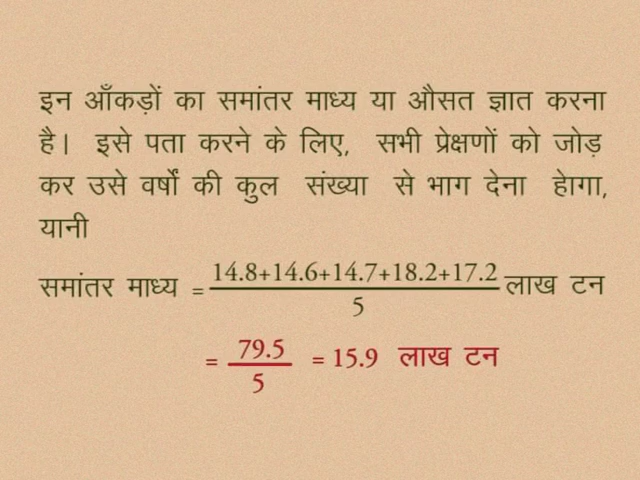 इन आँकड़ों का समांतर माध्य या औसत ज्ञात करना
है। इसे पता करने के लिए, सभी प्रेक्षणों को जोड़
कर उसे वर्षों की कुल संख्या से भाग देना हेागा,
यानी
समांतर माध्य = 14.8+14.6+14.7+18.2+17.2 लाख टन
5
= 79.5 = 15.9 लाख टन
5